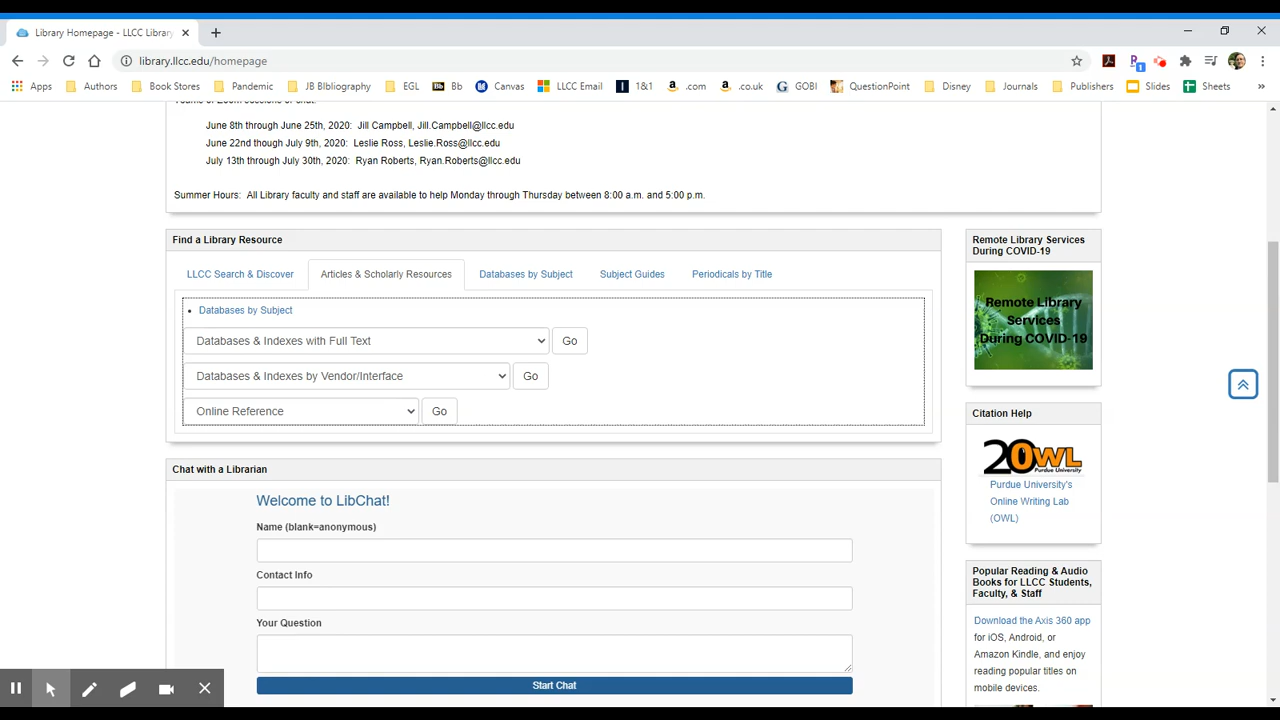 Library Homepage - LLCC Library
library.llcc.edu/homepage
Apps Authors Book Stores Pandemic JB BIbliography EGL Bb Bb Canvas LLCC Email 1&1 .com .co.uk GOBI QuestionPoint Disney Journals Publishers Slides Sheets »
June 8th through June 25th, 2020: Jill Campbell, Jill.Campbell@llcc.edu
June 22nd though July 9th, 2020: Leslie Ross, Leslie.Ross@llcc.edu
July 13th through July 30th, 2020: Ryan Roberts, Ryan.Roberts@llcc.edu
Summer Hours: All Library faculty and staff are available to help Monday through Thursday between 8:00 a.m. and 5:00 p.m.
Find a Library Resource
LLCC Search & Discover Articles & Scholarly Resources Databases by Subject Subject Guides Periodicals by Title
• Databases by Subject
Databases & Indexes with Full Text Go
Databases & Indexes by Vendor/Interface Go
Online Reference Go
Chat with a Librarian
Welcome to LibChat!
Name (blank=anonymous)
Contact Info
Your Question
Start Chat
Remote Library Services
During COVID-19
Remote Library
Services
During COVID-19
Citation Help
20 OWL
Purdue University
Purdue University's
Online Writing Lab
(OWL)
Popular Reading & Audio
Books for LLCC Students,
Faculty, & Staff
Download the Axis 360 app
for iOS, Android, or
Amazon Kindle, and enjoy
reading popular titles on
mobile devices.